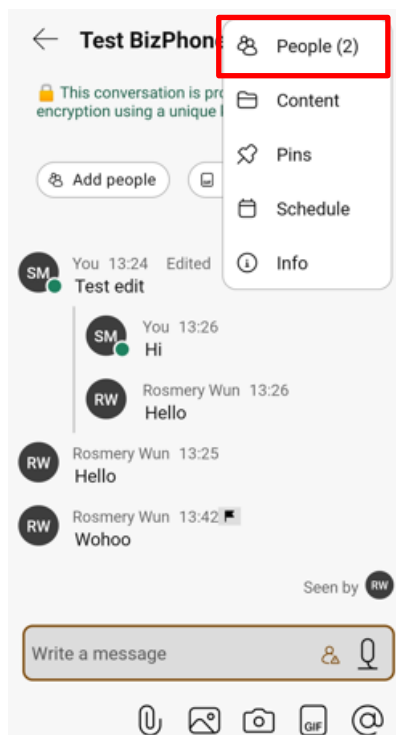 Test BizPhone
People (2)
This conversation is pro
encryption using a unique
Content
Pins
Add people
Schedule
Info
SM
You 13:24 Edited
Test edit
SM
You 13:26
Hi
RW
Rosmery Wun 13:26
Hello
RW
Rosmery Wun 13:25
Hello
RW
Rosmery Wun 13:42
Wohoo
Seen by RW
Write a message
GIF @